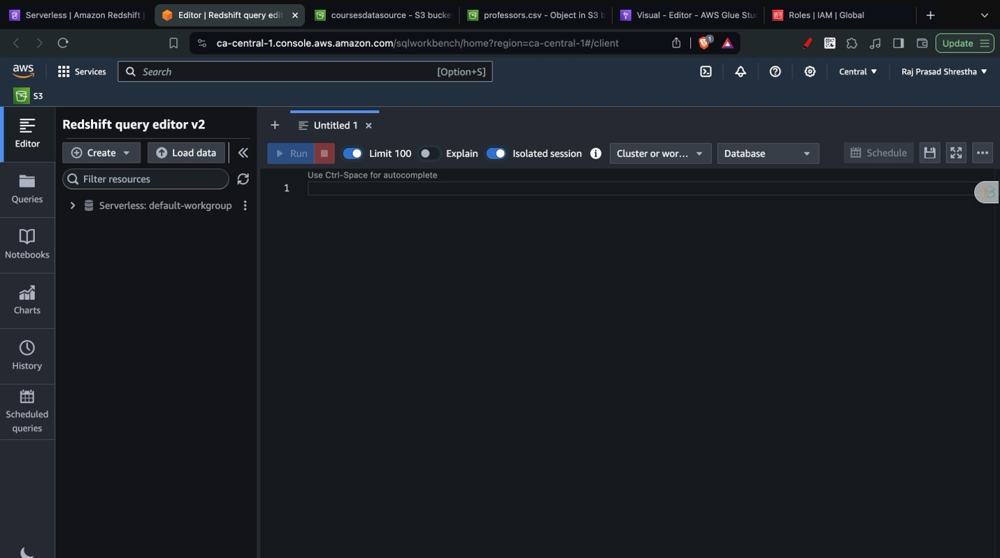 Serverless | Amazon Redshift
Editor | Redshift query edit
coursesdatasource - S3 bucke
professors.csv - Object in S3 b
Visual - Editor - AWS Glue Stu
Roles | IAM | Global
ca-central-1.console.aws.amazon.com/sqlworkbench/home?region=ca-central-1#/client
1
Update
aws
Services
Search
[Option+S]
Central
Raj Prasad Shrestha
S3
Editor
Queries
Notebooks
Charts
History
Scheduled
queries
Redshift query editor v2
Create
Load data
Filter resources
Serverless: default-workgroup
Untitled 1
Run
Limit 100
Explain
Isolated session
Cluster or wor...
Database
Schedule
Use Ctrl-Space for autocomplete
1